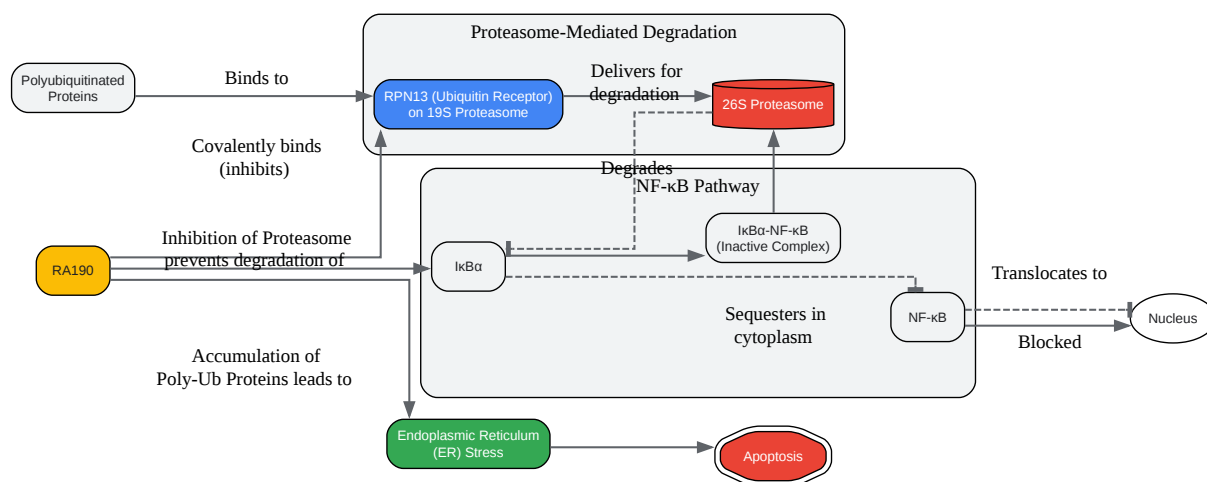 Proteasome-Mediated Degradation
Polyubiquitinated
Proteins
Binds to
RPN13 (Ubiquitin Receptor)
on 19S Proteasome
Delivers for
degradation
26S Proteasome
Covalently binds
(inhibits)
Degrades
NF-κB Pathway
RA190
Inhibition of Proteasome
prevents degradation of
IκBα
IκBα-NF-κB
(Inactive Complex)
Sequesters in
cytoplasm
NF-κB
Translocates to
Blocked
Nucleus
Accumulation of
Poly-Ub Proteins leads to
Endoplasmic Reticulum
(ER) Stress
Apoptosis